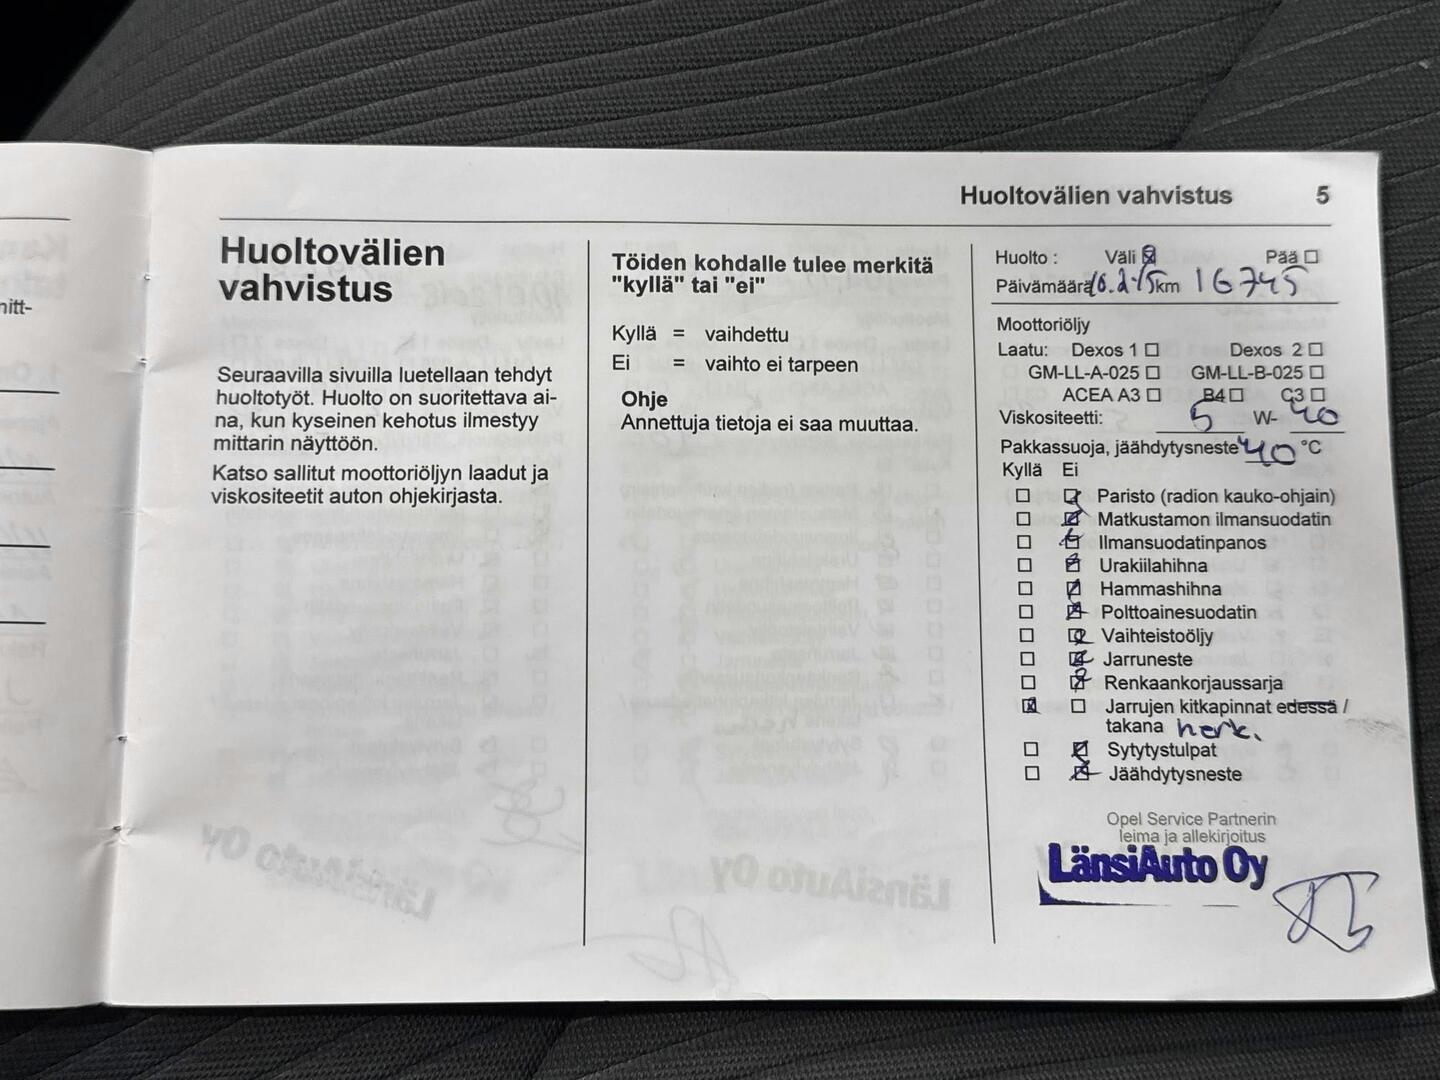 nitt-
Huoltovälien vahvistus 5
Huoltovälien
vahvistus
Seuraavilla sivuilla luetellaan tehdyt
huoltotyöt. Huolto on suoritettava ai-
na, kun kyseinen kehotus ilmestyy
mittarin näyttöön.
Katso sallitut moottoriöljyn laadut ja
viskositeetit auton ohjekirjasta.
Töiden kohdalle tulee merkitä
"kyllä" tai "ei"
Kyllä = vaihdettu
Ei = vaihto ei tarpeen
Ohje
Annettuja tietoja ei saa muuttaa.
Huolto : Väli ☒ Pää ☐
Päivämäärä 10.2.15 km 16745
Moottoriöljy
Laatu: Dexos 1 ☐ Dexos 2 ☐
GM-LL-A-025 ☐ GM-LL-B-025 ☐
ACEA A3 ☐ B4 ☐ C3 ☐
Viskositeetti: 5 W- 40
Pakkassuoja, jäähdytysneste -40 °C
Kyllä Ei
☐ ☒ Paristo (radion kauko-ohjain)
☐ ☒ Matkustamon ilmansuodatin
☐ ☒ Ilmansuodatinpanos
☐ ☒ Urakiilahihna
☐ ☒ Hammashihna
☐ ☒ Polttoainesuodatin
☐ ☒ Vaihteistoöljy
☐ ☒ Jarruneste
☐ ☒ Renkaankorjaussarja
☒ ☐ Jarrujen kitkapinnat edessä /
takana herk.
☐ ☒ Sytytystulpat
☐ ☒ Jäähdytysneste
Opel Service Partnerin
leima ja allekirjoitus
LänsiAuto Oy